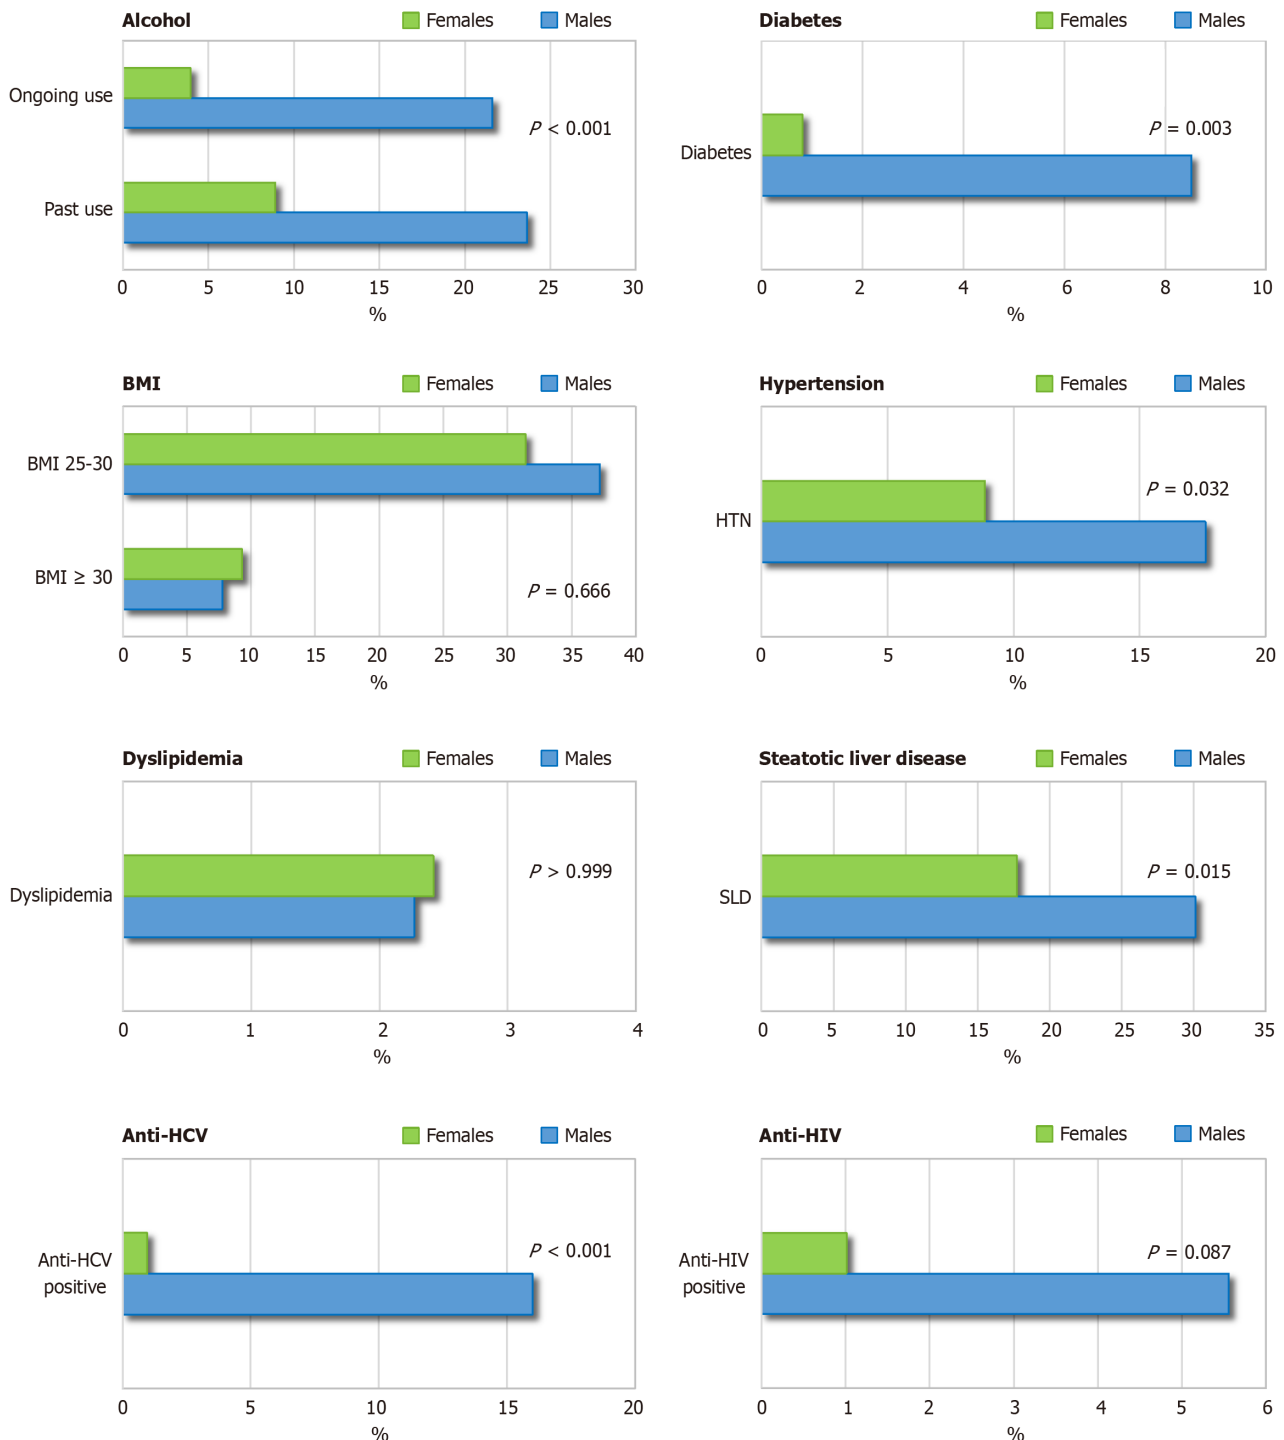 Alcohol Females Males
Ongoing use
P < 0.001
Past use
0 5 10 15 20 25 30
%
Diabetes Females Males
P = 0.003
Diabetes
0 2 4 6 8 10
%
BMI Females Males
BMI 25-30
BMI ≥ 30
P = 0.666
0 5 10 15 20 25 30 35 40
%
Hypertension Females Males
P = 0.032
HTN
0 5 10 15 20
%
Dyslipidemia Females Males
P > 0.999
Dyslipidemia
0 1 2 3 4
%
Steatotic liver disease Females Males
P = 0.015
SLD
0 5 10 15 20 25 30 35
%
Anti-HCV Females Males
P < 0.001
Anti-HCV
positive
0 5 10 15 20
%
Anti-HIV Females Males
P = 0.087
Anti-HIV
positive
0 1 2 3 4 5 6
%